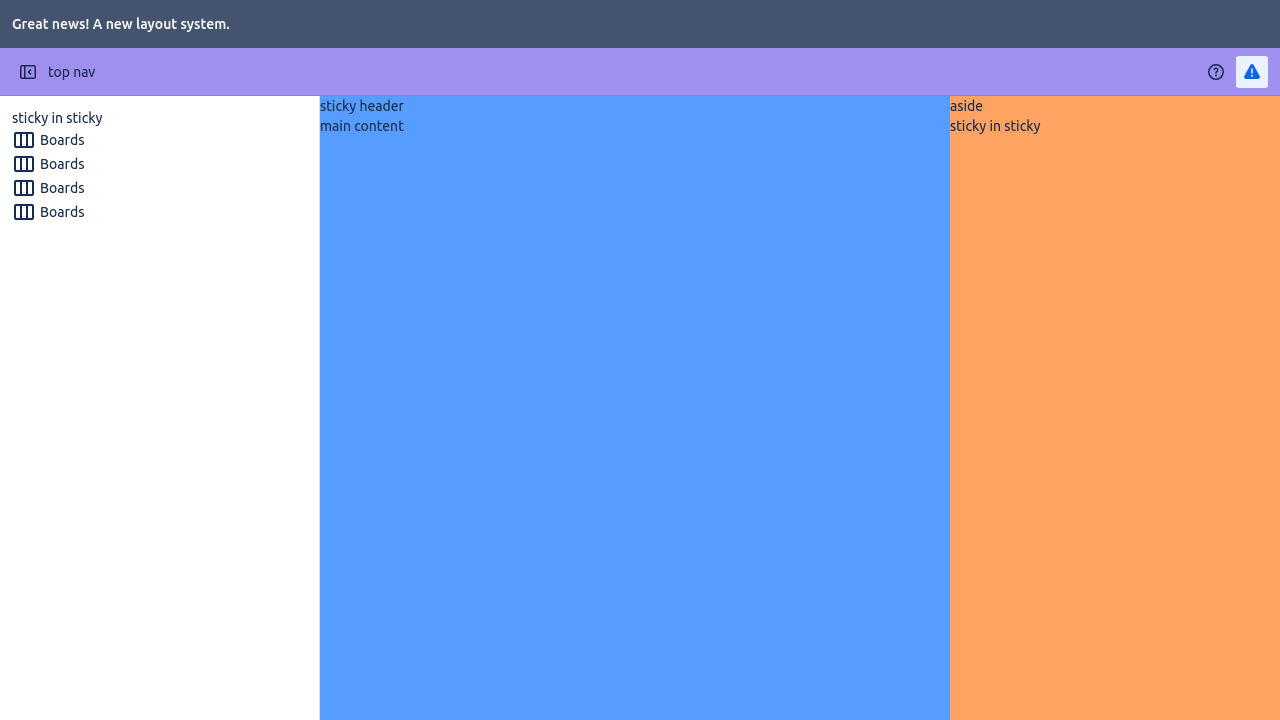 Great news! A new layout system.
top nav
sticky in sticky
Boards
Boards
Boards
Boards
sticky header
main content
aside
sticky in sticky